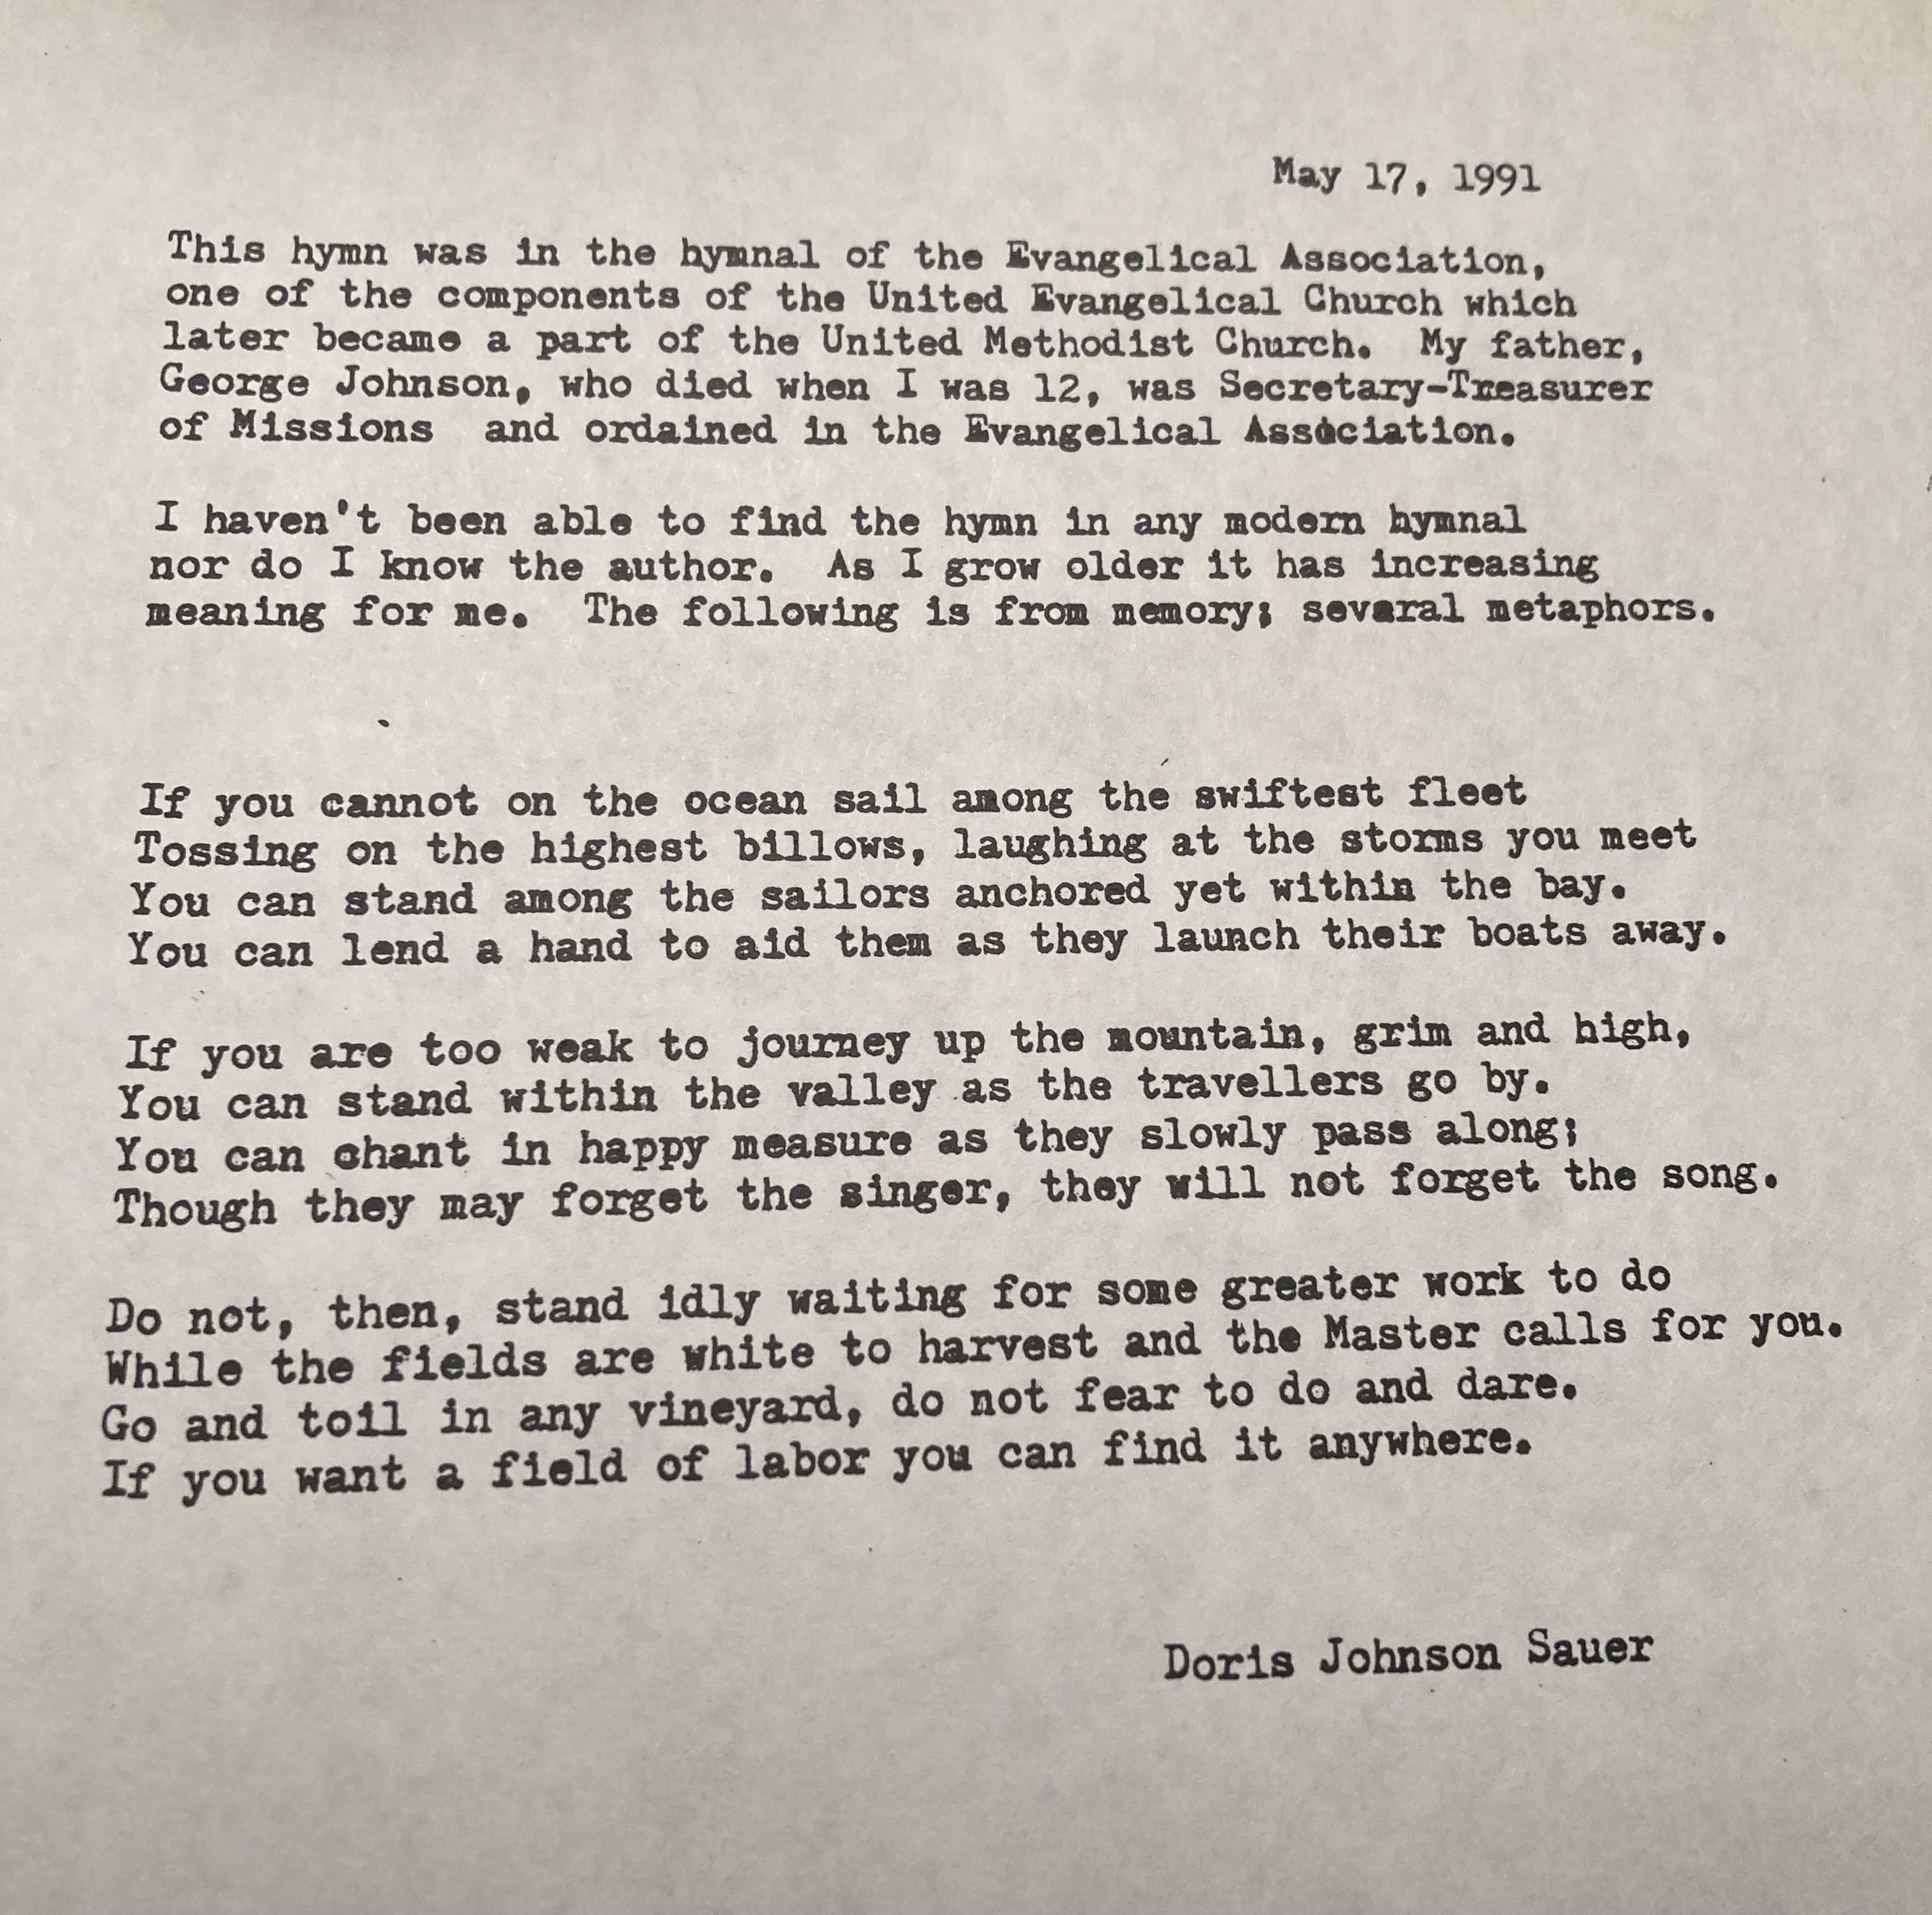 May 17, 1991
This hymn was in the hymnal of the Evangelical Association,
one of the components of the United Evangelical Church which
later became a part of the United Methodist Church.  My father,
George Johnson, who died when I was 12, was Secretary-Treasurer
of Missions  and ordained in the Evangelical Association.
I haven't been able to find the hymn in any modern hymnal
nor do I know the author.  As I grow older it has increasing
meaning for me.  The following is from memory; several metaphors.
If you cannot on the ocean sail among the swiftest fleet
Tossing on the highest billows, laughing at the storms you meet
You can stand among the sailors anchored yet within the bay.
You can lend a hand to aid them as they launch their boats away.
If you are too weak to journey up the mountain, grim and high,
You can stand within the valley as the travellers go by.
You can chant in happy measure as they slowly pass along;
Though they may forget the singer, they will not forget the song.
Do not, then, stand idly waiting for some greater work to do
While the fields are white to harvest and the Master calls for you.
Go and toil in any vineyard, do not fear to do and dare.
If you want a field of labor you can find it anywhere.
Doris Johnson Sauer